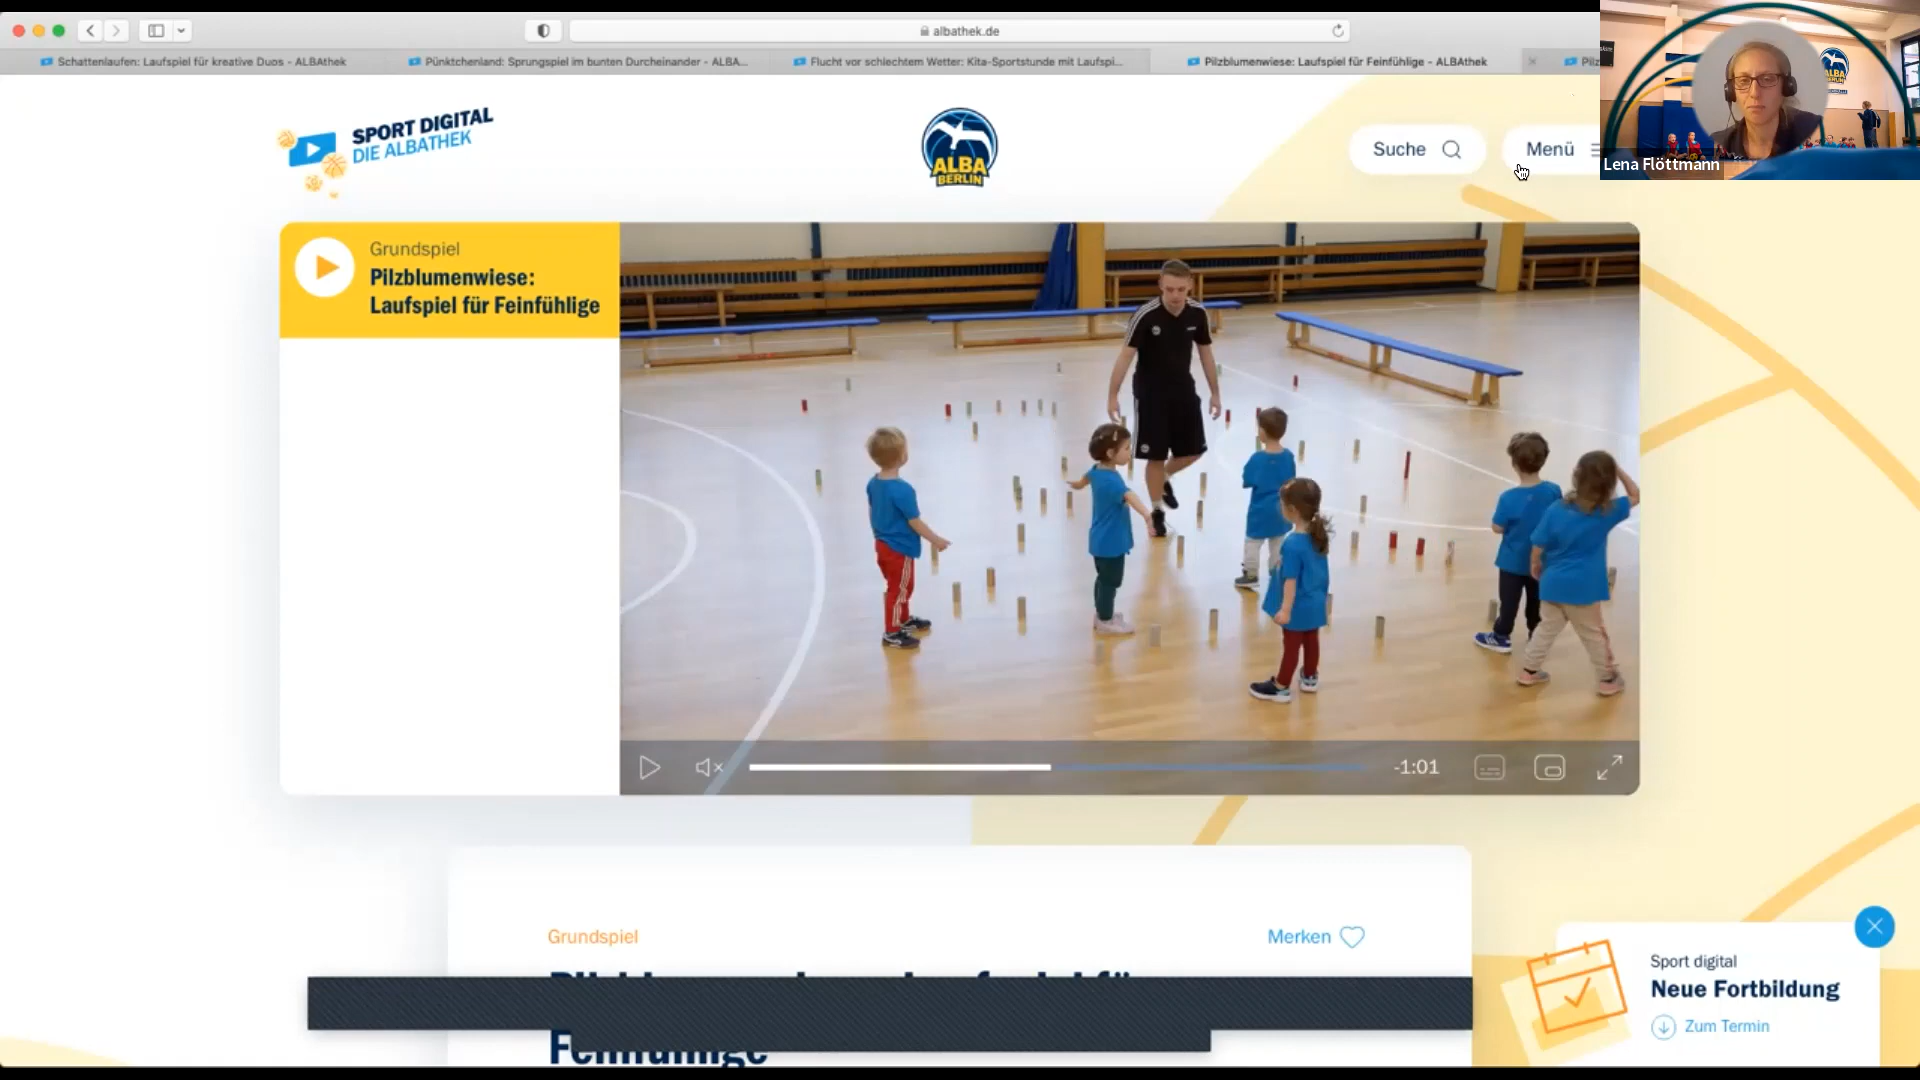 albathek.de
Schattenlaufen: Laufspiel für kreative Duos - ALBAthek
Pünktchenland: Sprungspiel im bunten Durcheinander - ALBA...
Flucht vor schlechtem Wetter: Kita-Sportstunde mit Laufspi...
Pilzblumenwiese: Laufspiel für Feinfühlige - ALBAthek
SPORT DIGITAL
DIE ALBATHEK
ALBA
BERLIN
Suche
Menü
ALBA
BERLIN
Lena Flöttmann
Grundspiel
Pilzblumenwiese:
Laufspiel für Feinfühlige
-1:01
Grundspiel
Merken
Sport digital
Neue Fortbildung
Zum Termin